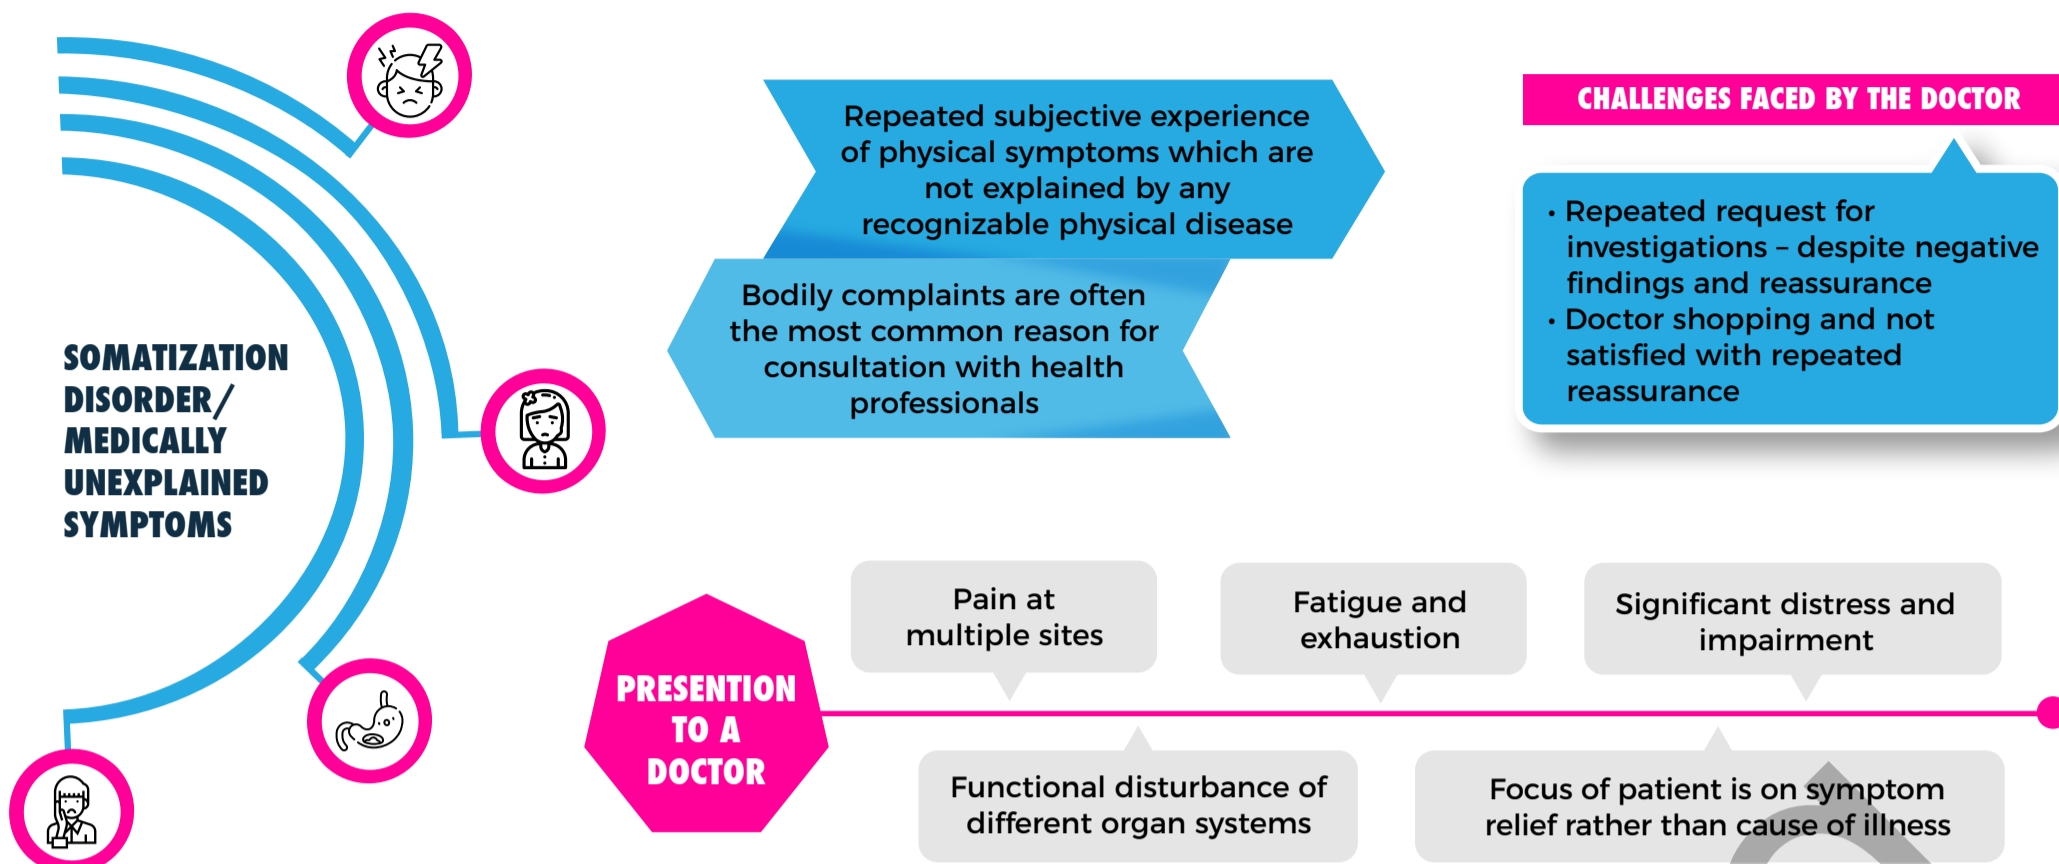 SOMATIZATION
DISORDER/
MEDICALLY
UNEXPLAINED
SYMPTOMS
Repeated subjective experience
of physical symptoms which are
not explained by any
recognizable physical disease
Bodily complaints are often
the most common reason for
consultation with health
professionals
CHALLENGES FACED BY THE DOCTOR
• Repeated request for
investigations – despite negative
findings and reassurance
• Doctor shopping and not
satisfied with repeated
reassurance
PRESENTION
TO A
DOCTOR
Pain at
multiple sites
Fatigue and
exhaustion
Significant distress and
impairment
Functional disturbance of
different organ systems
Focus of patient is on symptom
relief rather than cause of illness